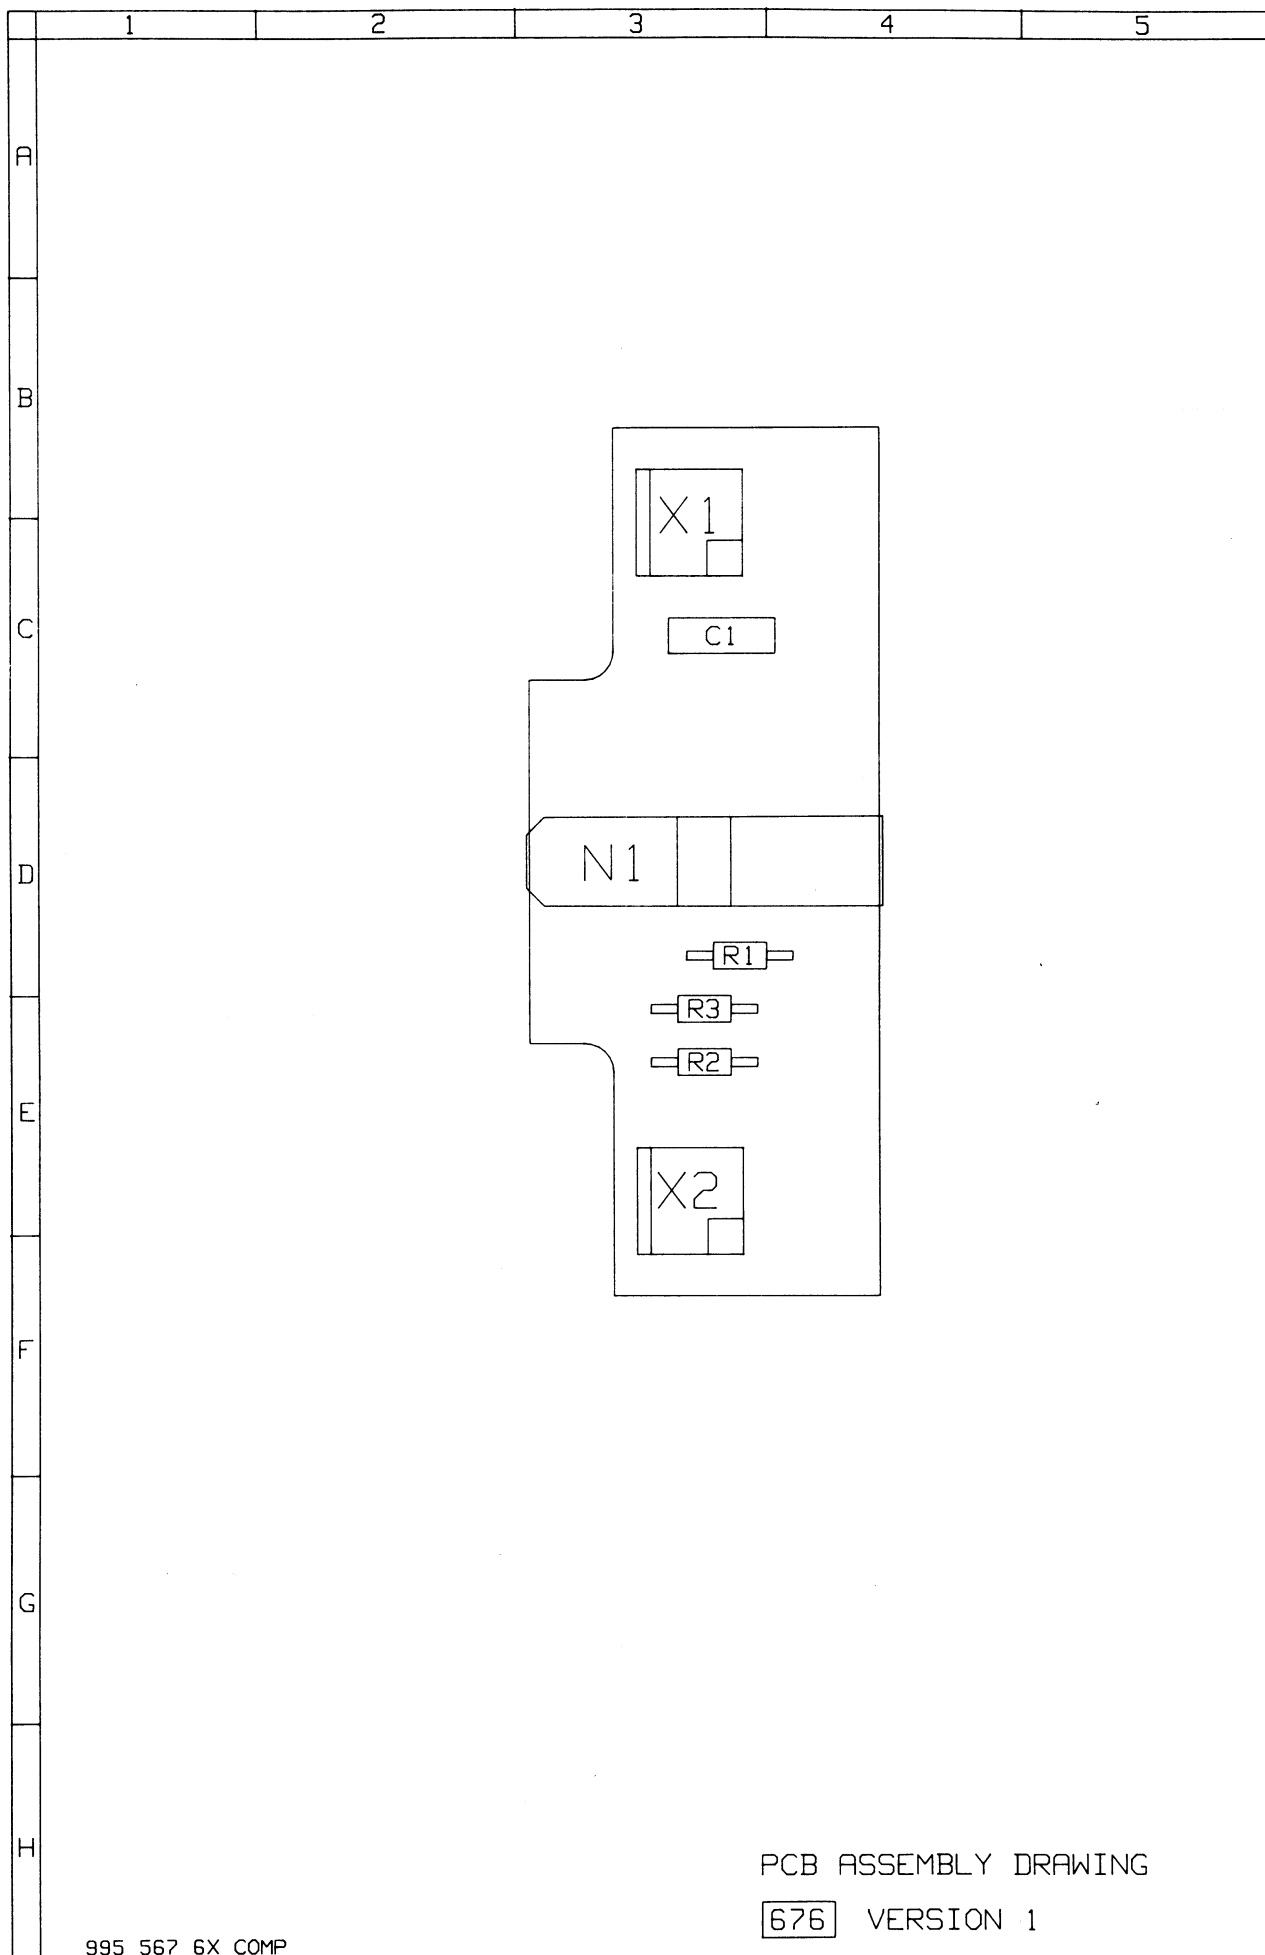 1 2 3 4 5
A
B
X1
C
C1
D
N1
R1
R3
R2
E
X2
F
G
H
PCB ASSEMBLY DRAWING
676 VERSION 1
995 567 6X COMP